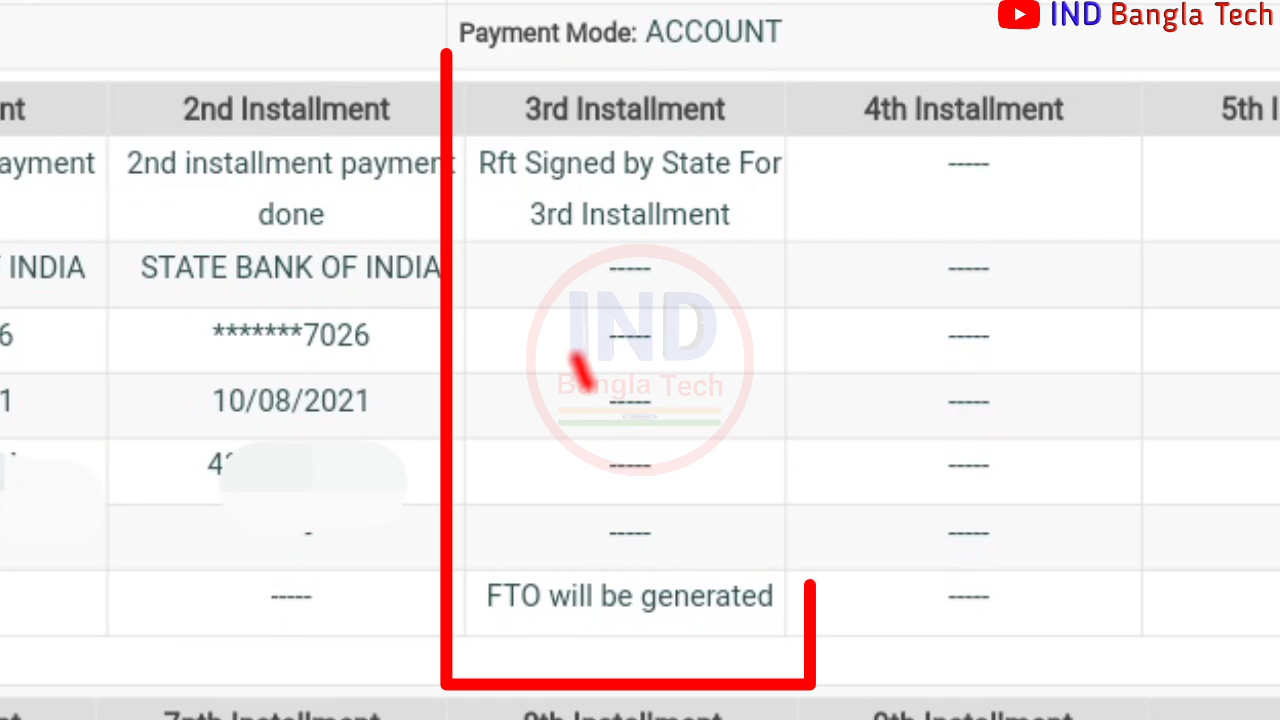 IND Bangla Tech
Payment Mode: ACCOUNT
nt 2nd Installment 3rd Installment 4th Installment 5th I
ayment 2nd installment payment Rft Signed by State For -----
done 3rd Installment
INDIA STATE BANK OF INDIA ----- -----
6 *******7026 ----- -----
1 10/08/2021 ----- -----
4 ----- -----
- ----- -----
----- FTO will be generated -----
IND
Bangla Tech